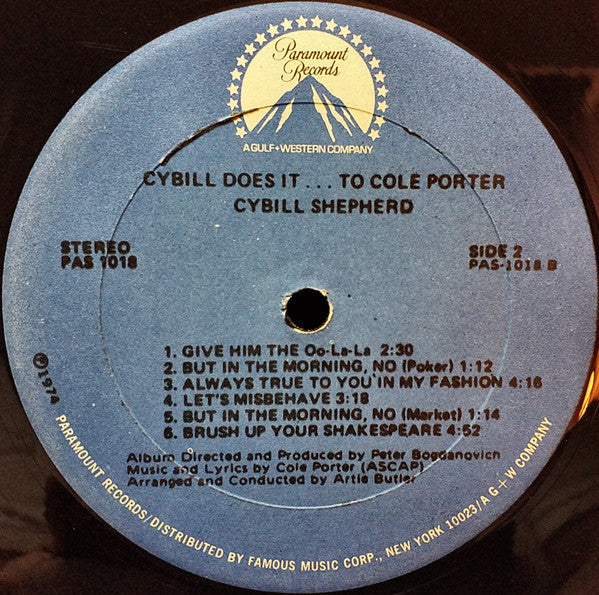 Paramount
Records
A GULF+WESTERN COMPANY
CYBILL DOES IT . . . TO COLE PORTER
CYBILL SHEPHERD
STEREO
PAS 1018
SIDE 2
PAS-1018 B
1. GIVE HIM THE Oo-La-La 2:30
2. BUT IN THE MORNING, NO (Poker) 1:12
3. ALWAYS TRUE TO YOU IN MY FASHION 4:16
4. LET'S MISBEHAVE 3:18
5. BUT IN THE MORNING, NO (Market) 1:14
6. BRUSH UP YOUR SHAKESPEARE 4:52
Album Directed and Produced by Peter Bogdanovich
Music and Lyrics by Cole Porter (ASCAP)
Arranged and Conducted by Artie Butler
℗1974 PARAMOUNT RECORDS/DISTRIBUTED BY FAMOUS MUSIC CORP., NEW YORK 10023/A G+W COMPANY